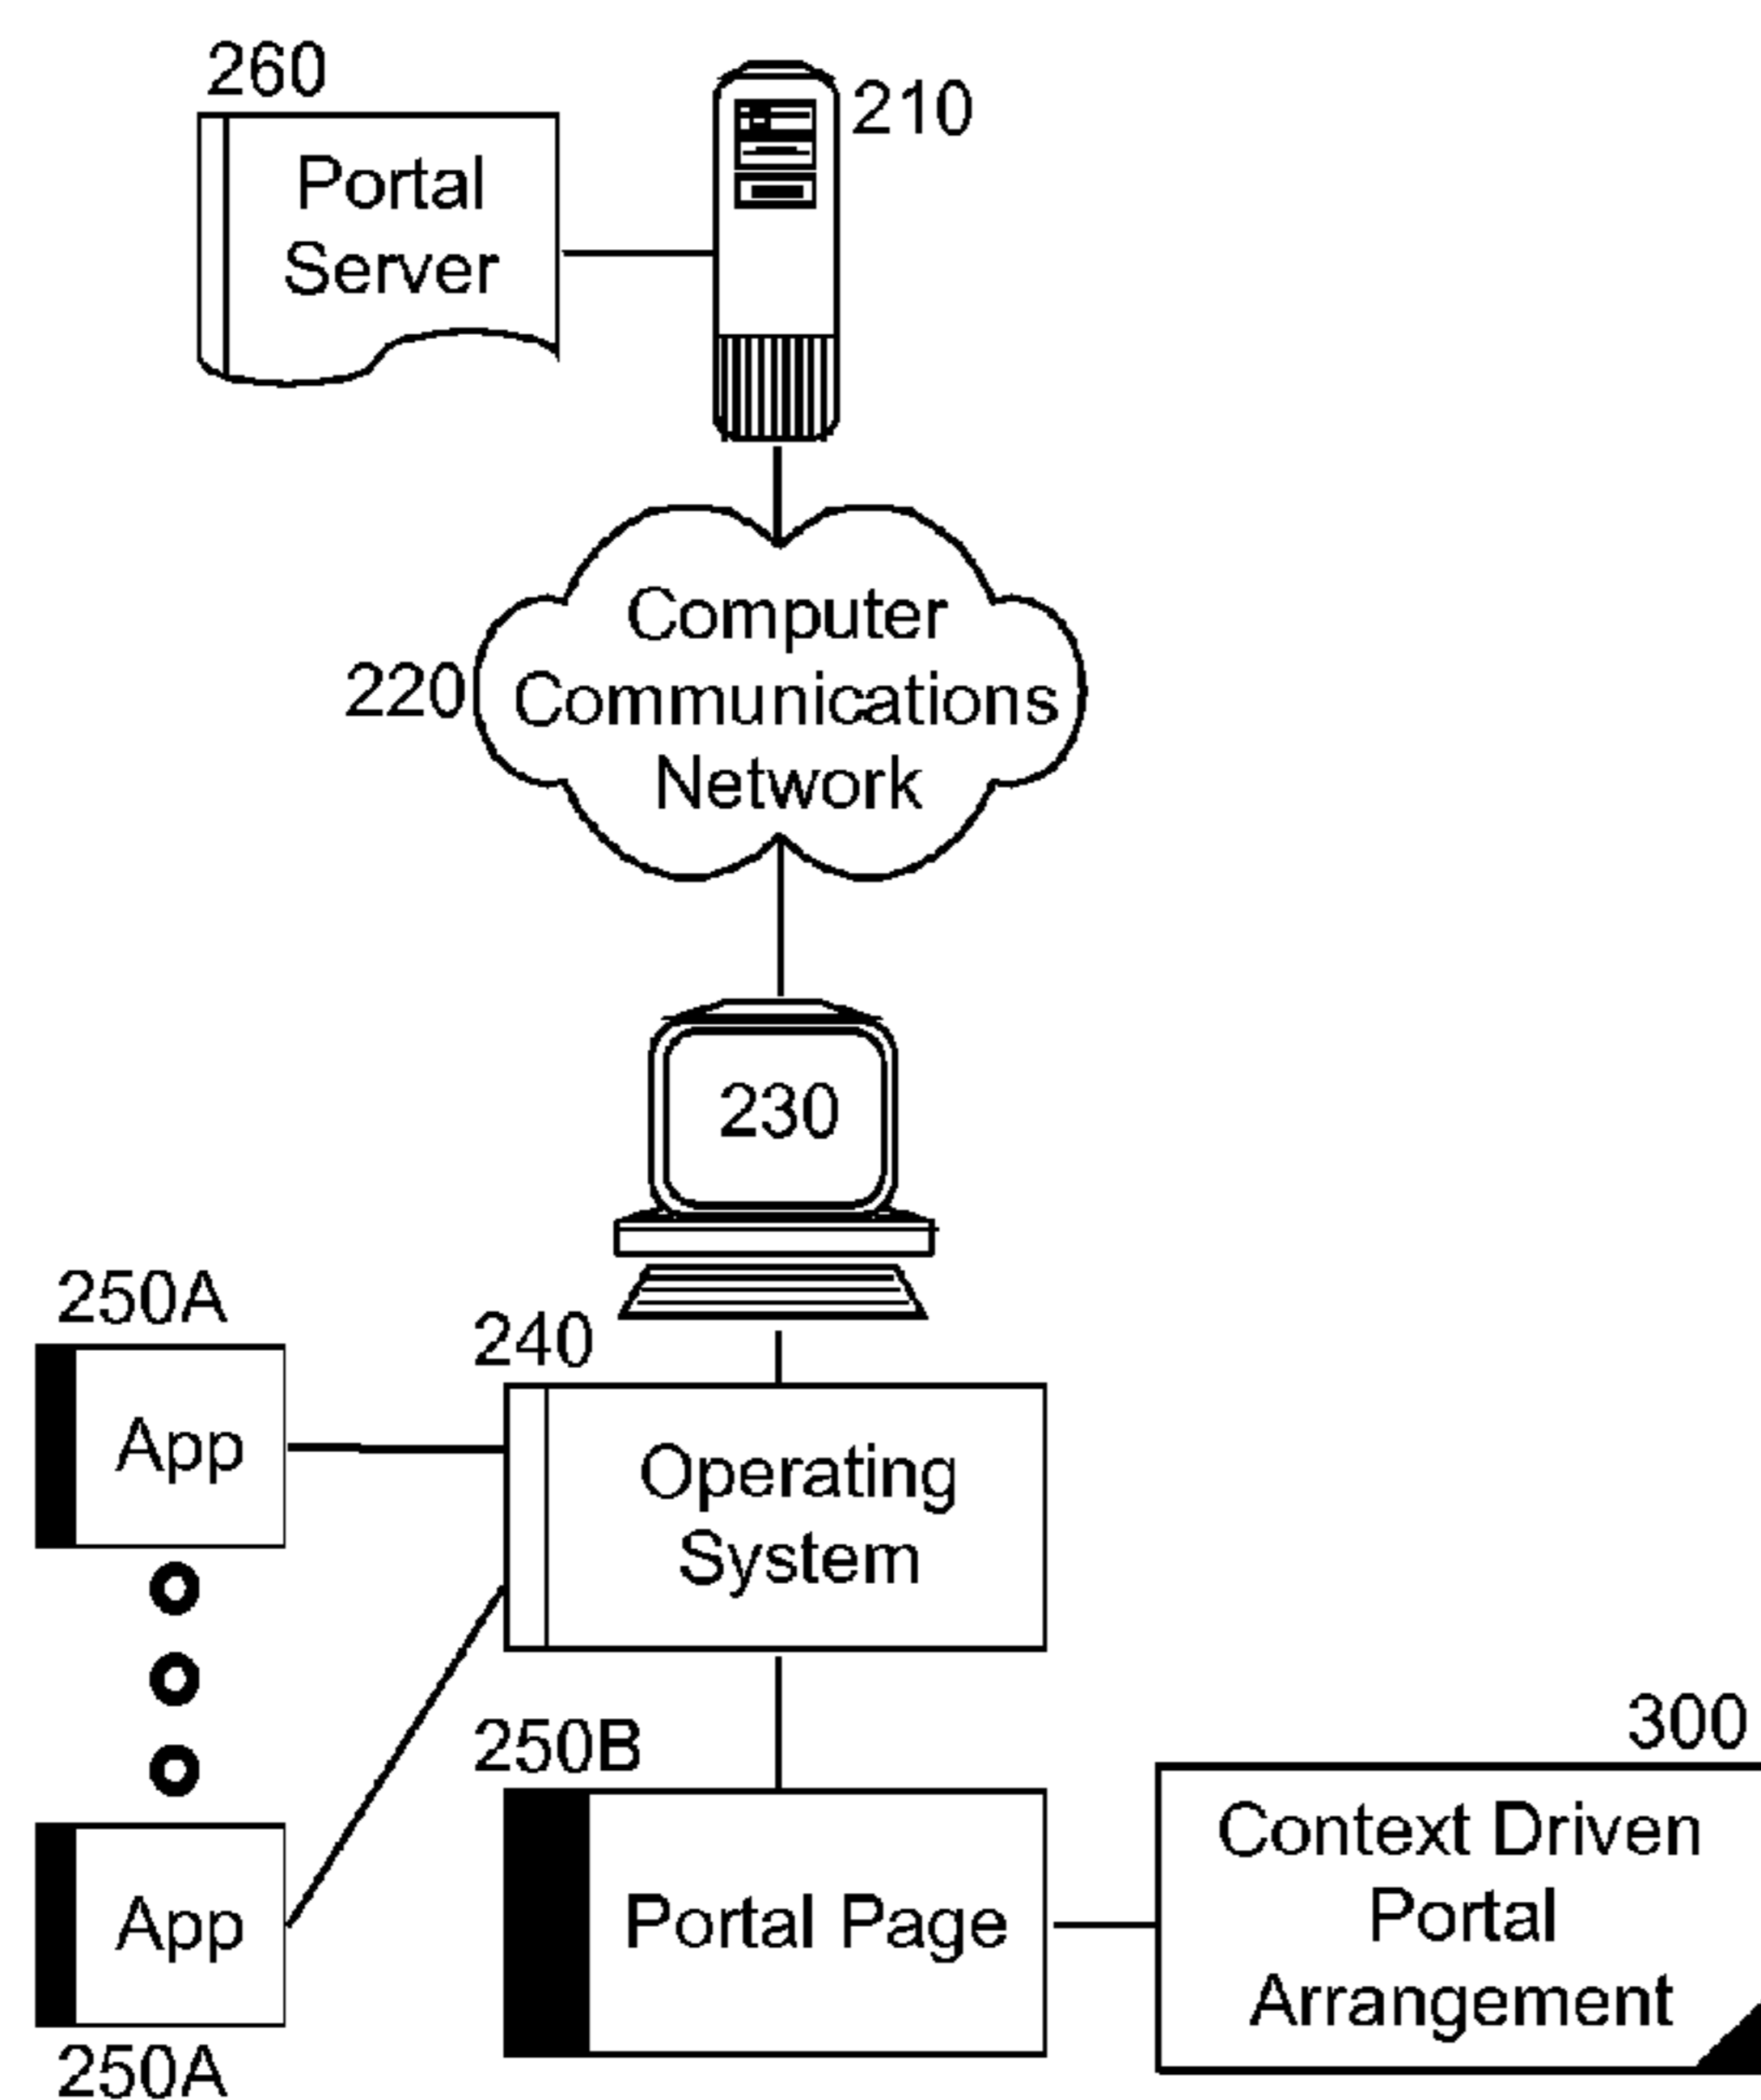 260
210
Portal
Server
Computer
220
Communications
Network
230
250A
240
App
Operating
System
250B
300
Context Driven
App
Portal Page
Portal
Arrangement
250A